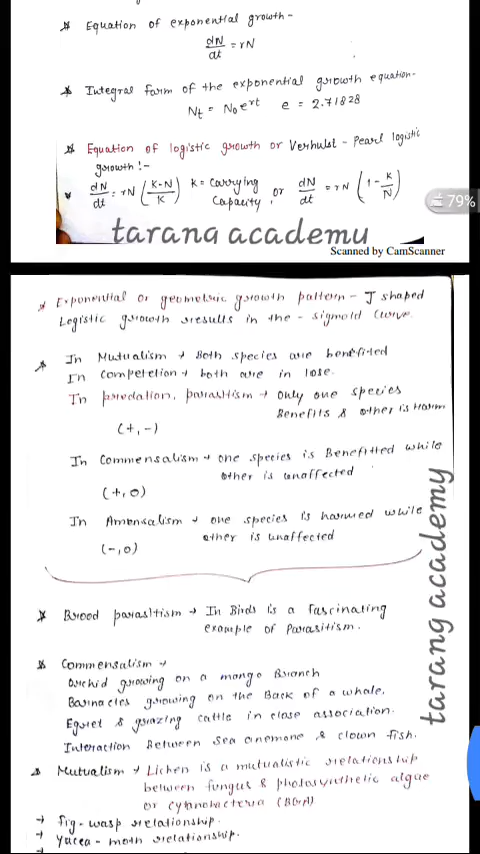 * Equation of exponential growth -
dN/dt = rN
* Integral form of the exponential growth equation-
Nt = N₀eʳᵗ e = 2.71828
* Equation of logistic growth or Verhulst - Pearl logistic
growth :-
dN/dt = rN (K-N/K) K = carrying capacity, or dN/dt = rN (1 - K/N)
79%
tarang academy
Scanned by CamScanner
* Exponential or geometric growth pattern - J shaped
Logistic growth results in the - sigmoid curve.
* In Mutualism → Both species are benefited
In Competetion → both are in lose.
In predation, parasitism → only one species
Benefits & other is Harm
(+, -)
In Commensalism → one species is Benefitted while
other is unaffected
(+, 0)
In Amensalism → one species is harmed while
other is unaffected
(-, 0)
* Brood parasitism → In Birds is a fascinating
example of Parasitism.
* Commensalism →
Orchid growing on a mango Branch
Barnacles growing on the Back of a whale.
Egret & grazing cattle in close association.
Interaction Between Sea anemone & clown fish.
* Mutualism → Lichen is a mutualistic relationship
between fungus & photosynthetic algae
or cyanobacteria (BGA)
→ Fig - wasp relationship.
→ Yucca - moth relationship.
tarang academy